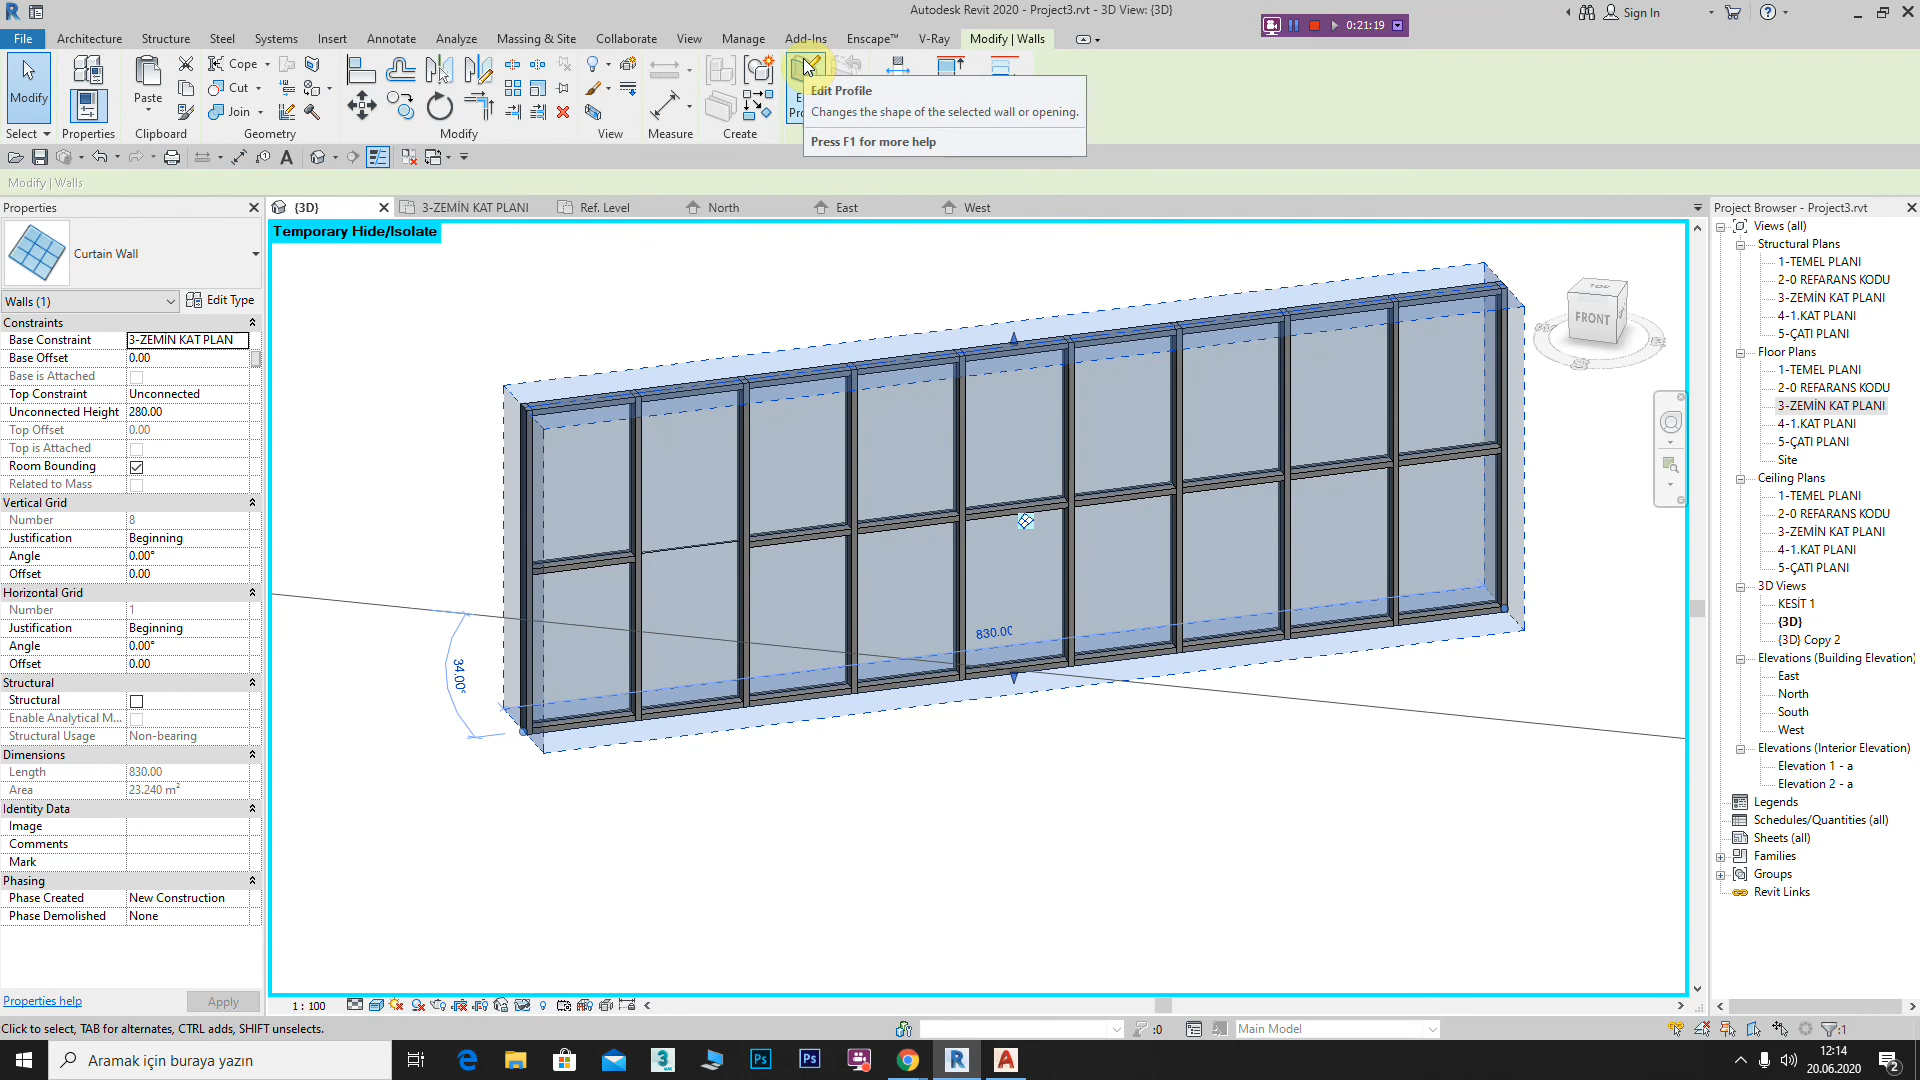 Autodesk Revit 2020 - Project3.rvt - 3D View: {3D}
Sign In
0:21:19
File
Architecture
Structure
Steel
Systems
Insert
Annotate
Analyze
Massing & Site
Collaborate
View
Manage
Add-Ins
Enscape™
V-Ray
Modify | Walls
Modify
Paste
Cope
Cut
Join
Select
Properties
Clipboard
Geometry
Modify
View
Measure
Create
Edit Profile
Changes the shape of the selected wall or opening.
Press F1 for more help
Modify | Walls
Properties
Curtain Wall
Walls (1)
Edit Type
Constraints
Base Constraint 3-ZEMİN KAT PLAN
Base Offset 0.00
Base is Attached
Top Constraint Unconnected
Unconnected Height 280.00
Top Offset 0.00
Top is Attached
Room Bounding
Related to Mass
Vertical Grid
Number 8
Justification Beginning
Angle 0.00°
Offset 0.00
Horizontal Grid
Number 1
Justification Beginning
Angle 0.00°
Offset 0.00
Structural
Structural
Enable Analytical M...
Structural Usage Non-bearing
Dimensions
Length 830.00
Area 23.240 m²
Identity Data
Image
Comments
Mark
Phasing
Phase Created New Construction
Phase Demolished None
Properties help
Apply
{3D}
3-ZEMİN KAT PLANI
Ref. Level
North
East
West
Temporary Hide/Isolate
34.00°
830.00
TOP
FRONT
1 : 100
Project Browser - Project3.rvt
Views (all)
Structural Plans
1-TEMEL PLANI
2-0 REFARANS KODU
3-ZEMİN KAT PLANI
4-1.KAT PLANI
5-ÇATI PLANI
Floor Plans
1-TEMEL PLANI
2-0 REFARANS KODU
3-ZEMİN KAT PLANI
4-1.KAT PLANI
5-ÇATI PLANI
Site
Ceiling Plans
1-TEMEL PLANI
2-0 REFARANS KODU
3-ZEMİN KAT PLANI
4-1.KAT PLANI
5-ÇATI PLANI
3D Views
KESİT 1
{3D}
{3D} Copy 2
Elevations (Building Elevation)
East
North
South
West
Elevations (Interior Elevation)
Elevation 1 - a
Elevation 2 - a
Legends
Schedules/Quantities (all)
Sheets (all)
Families
Groups
Revit Links
Click to select, TAB for alternates, CTRL adds, SHIFT unselects.
:0
Main Model
:1
Aramak için buraya yazın
12:14
20.06.2020
2